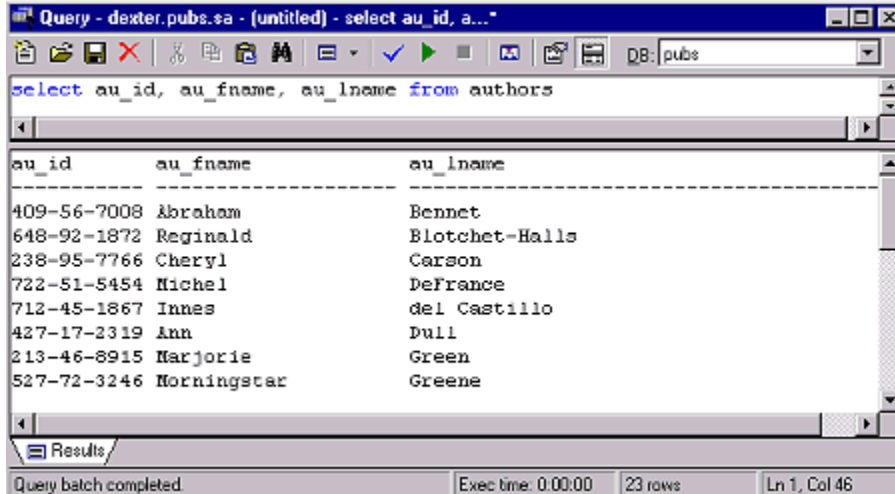 Query - dexter.pubs.sa - (untitled) - select au_id, a...*
DB: pubs
select au_id, au_fname, au_lname from authors
au_id au_fname au_lname
----------- -------------------- ----------------------------------------
409-56-7008 Abraham Bennet
648-92-1872 Reginald Blotchet-Halls
238-95-7766 Cheryl Carson
722-51-5454 Michel DeFrance
712-45-1867 Innes del Castillo
427-17-2319 Ann Dull
213-46-8915 Marjorie Green
527-72-3246 Morningstar Greene
Results
Query batch completed. Exec time: 0:00:00 23 rows Ln 1, Col 46